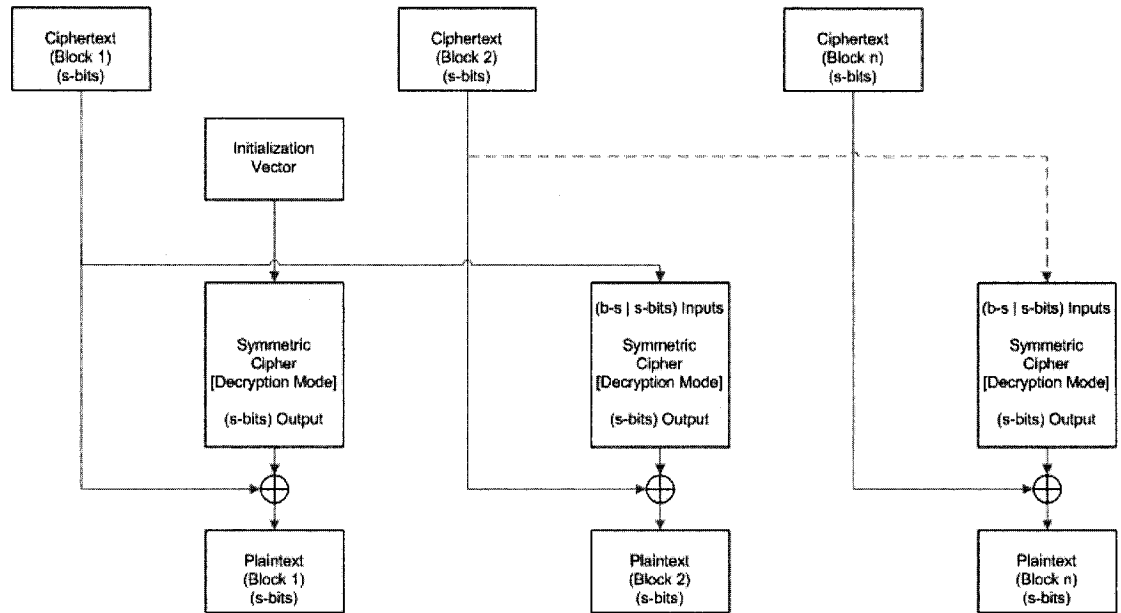 Ciphertext
(Block 1)
(s-bits)
Ciphertext
(Block 2)
(s-bits)
Ciphertext
(Block n)
(s-bits)
Initialization
Vector
Symmetric
Cipher
[Decryption Mode]
(s-bits) Output
(b-s | s-bits) Inputs
Symmetric
Cipher
[Decryption Mode]
(s-bits) Output
(b-s | s-bits) Inputs
Symmetric
Cipher
[Decryption Mode]
(s-bits) Output
Plaintext
(Block 1)
(s-bits)
Plaintext
(Block 2)
(s-bits)
Plaintext
(Block n)
(s-bits)